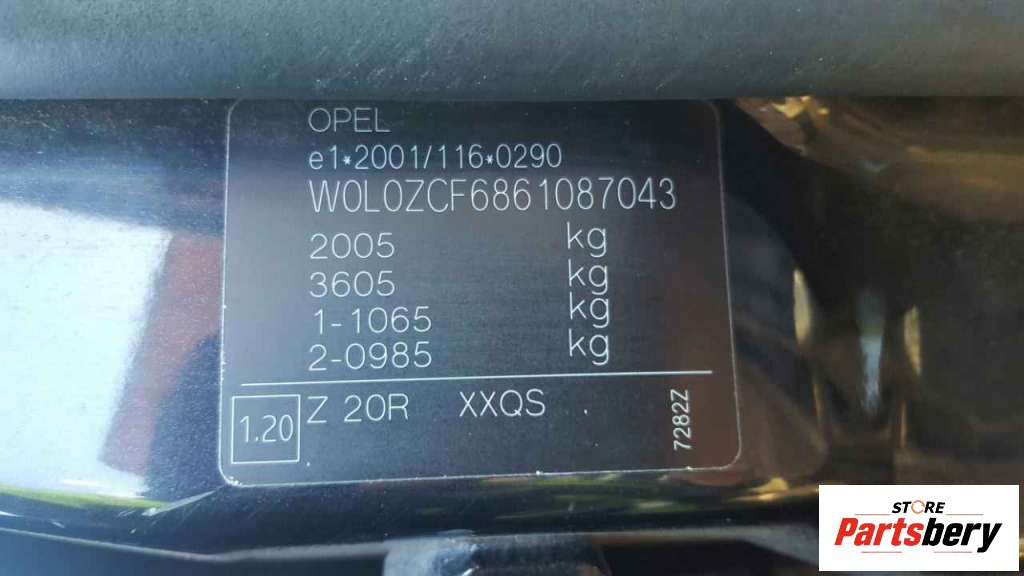 OPEL
e1*2001/116*0290
W0L0ZCF6861087043
2005 kg
3605 kg
1-1065 kg
2-0985 kg
1.20 Z 20R XXQS .
7282Z
STORE
Partsbery